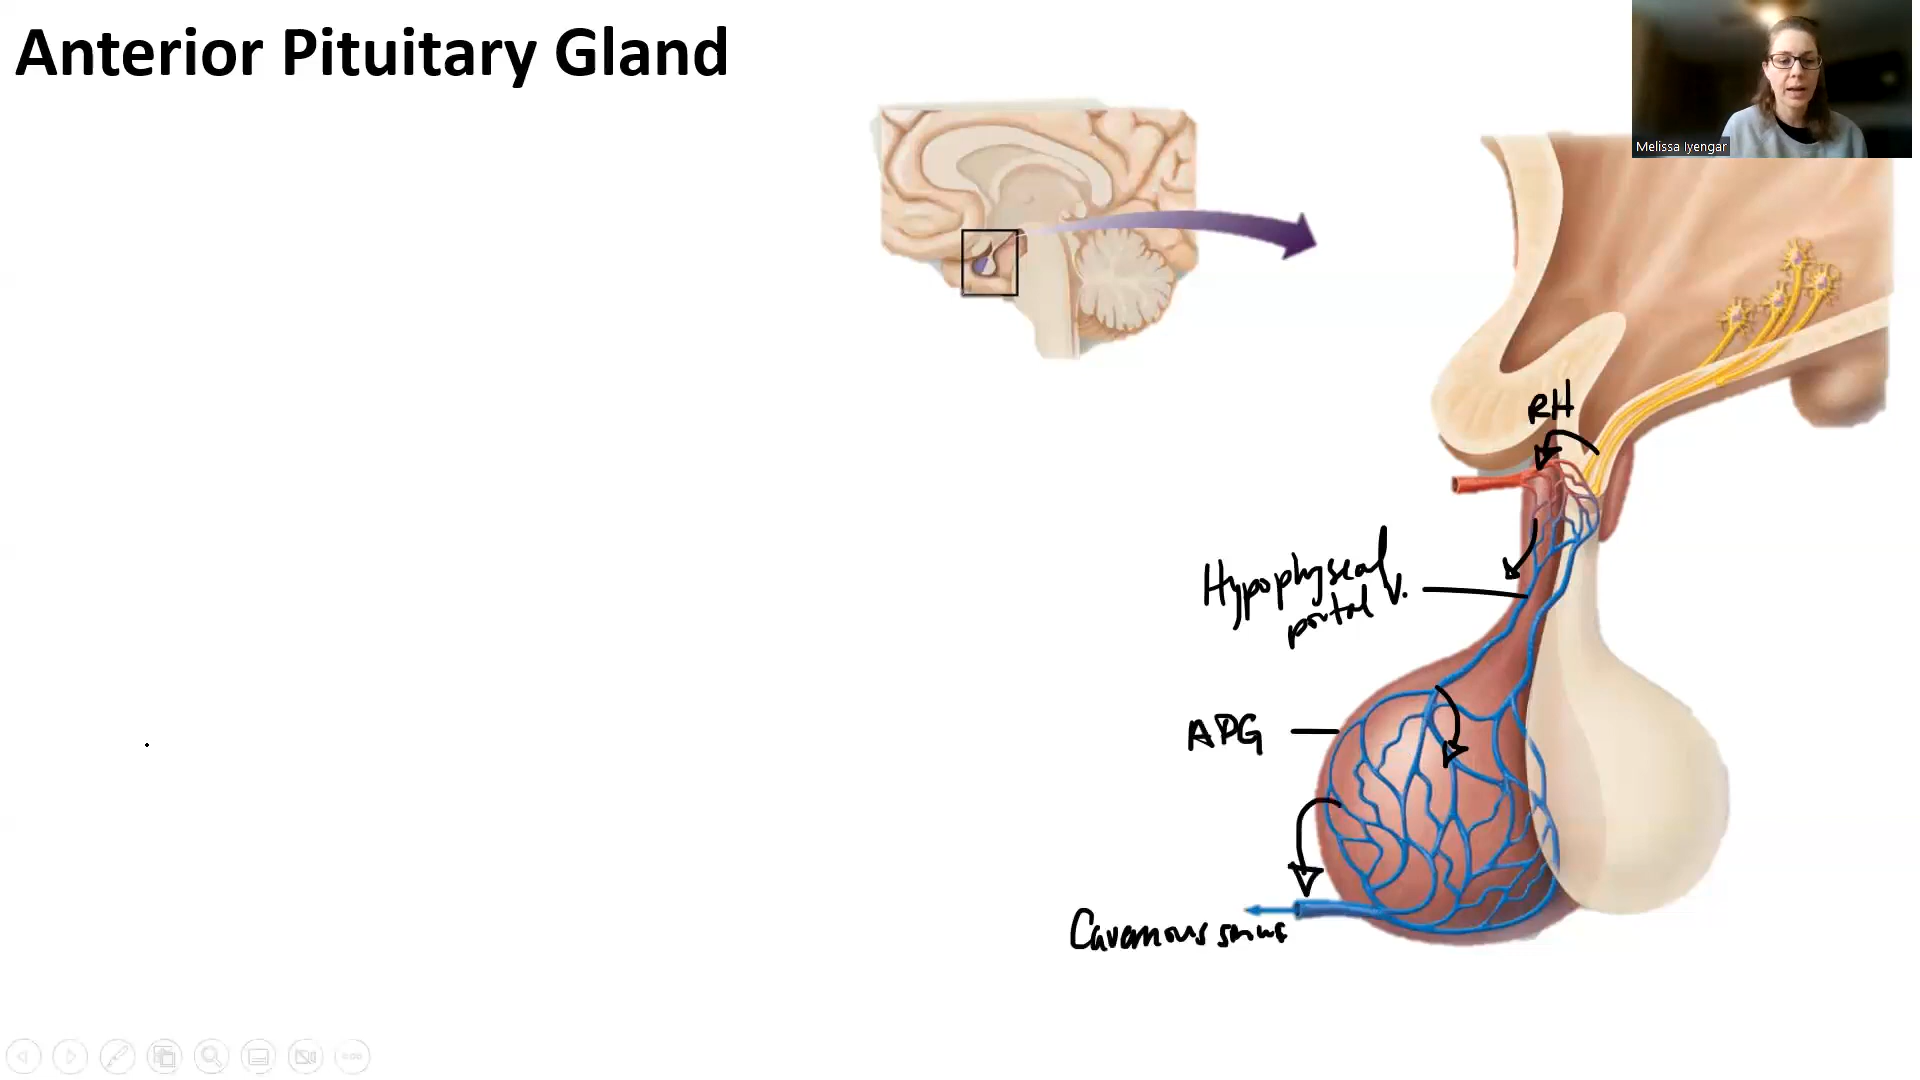 Anterior Pituitary Gland
Melissa Iyengar
RH
Hypophyseal
portal v.
APG
Cavernous sinus